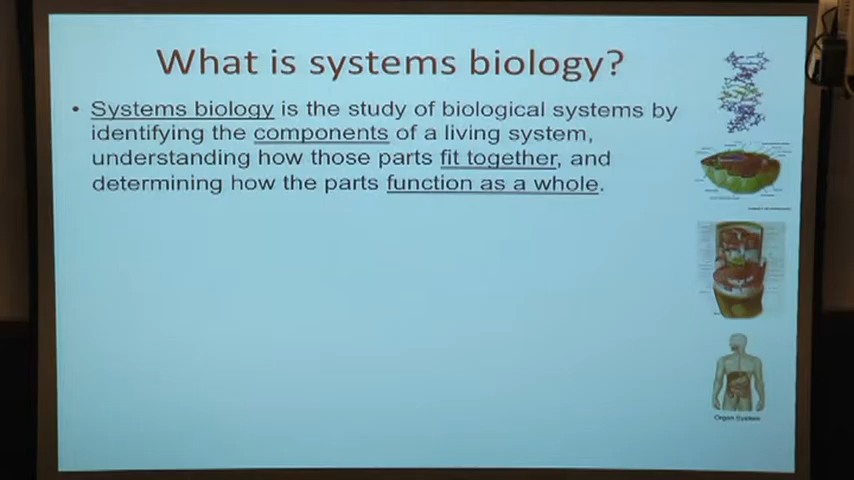 What is systems biology?
• Systems biology is the study of biological systems by
identifying the components of a living system,
understanding how those parts fit together, and
determining how the parts function as a whole.
Organ System